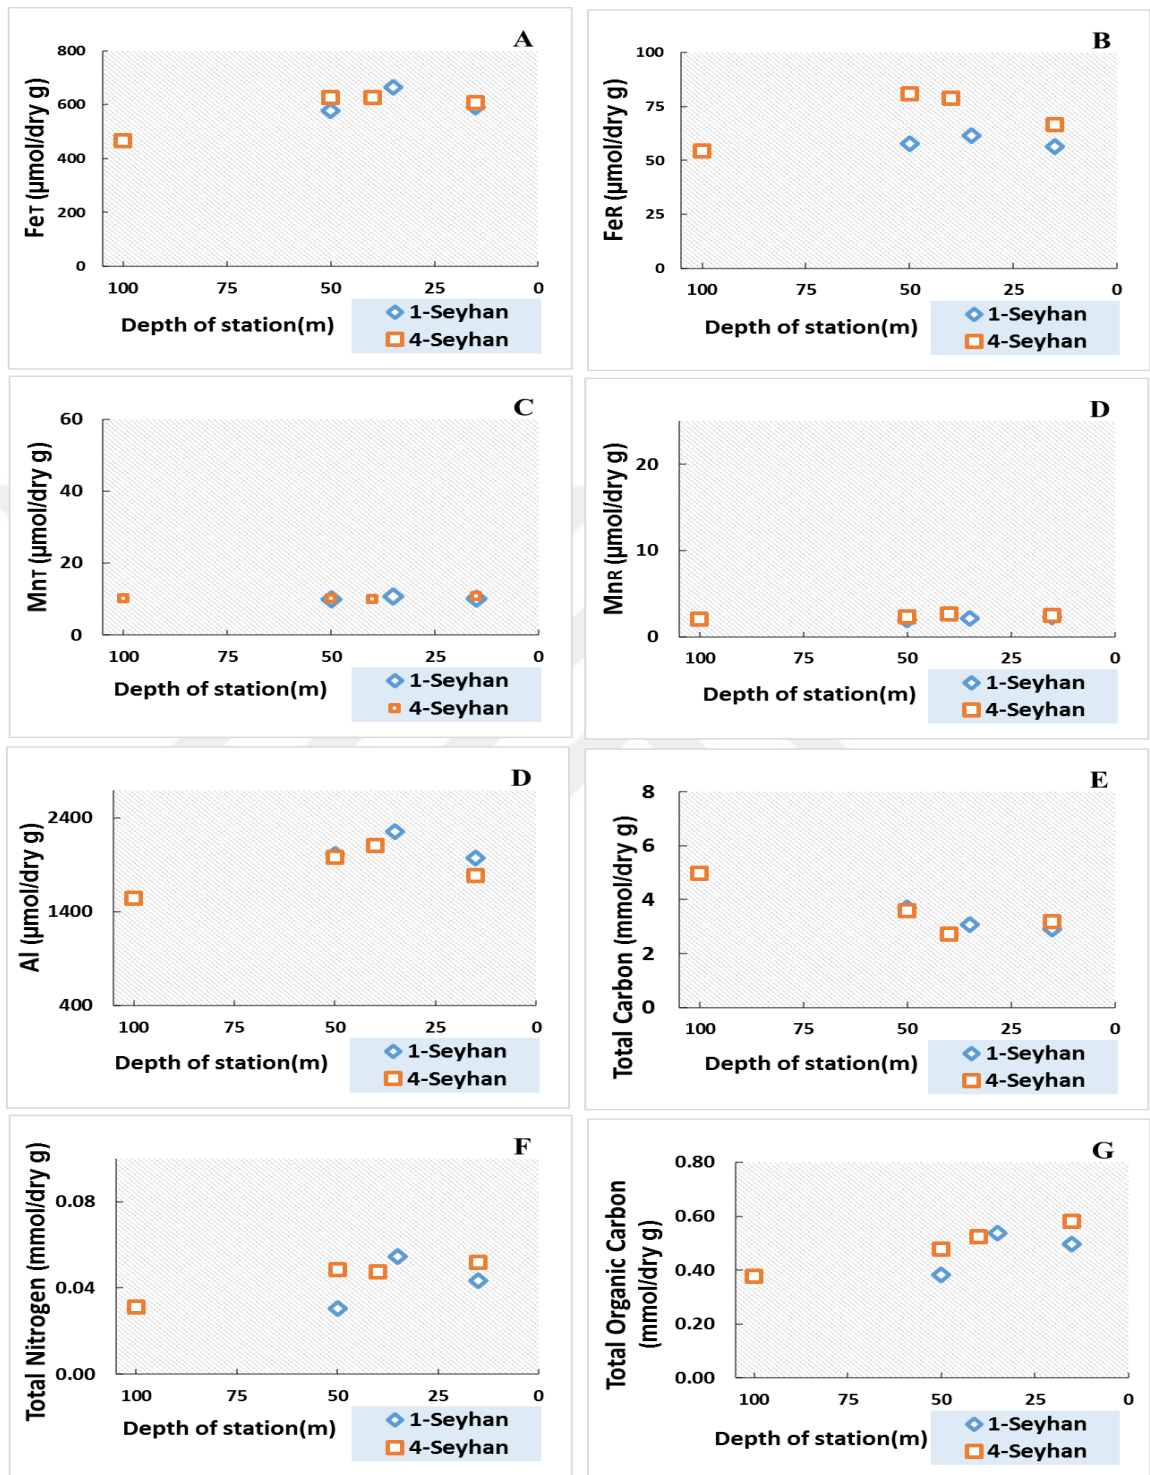 A
FeT (µmol/dry g)
800
600
400
200
0
100 75 50 25 0
Depth of station(m)
1-Seyhan
4-Seyhan
B
FeR (µmol/dry g)
100
75
50
25
0
100 75 50 25 0
Depth of station(m)
1-Seyhan
4-Seyhan
C
MnT (µmol/dry g)
60
40
20
0
100 75 50 25 0
Depth of station(m)
1-Seyhan
4-Seyhan
D
MnR (µmol/dry g)
20
10
0
100 75 50 25 0
Depth of station(m)
1-Seyhan
4-Seyhan
D
Al (µmol/dry g)
2400
1400
400
100 75 50 25 0
Depth of station(m)
1-Seyhan
4-Seyhan
E
Total Carbon (mmol/dry g)
8
6
4
2
0
100 75 50 25 0
Depth of station(m)
1-Seyhan
4-Seyhan
F
Total Nitrogen (mmol/dry g)
0.08
0.04
0.00
100 75 50 25 0
Depth of station(m)
1-Seyhan
4-Seyhan
G
Total Organic Carbon
(mmol/dry g)
0.80
0.60
0.40
0.20
0.00
100 75 50 25 0
Depth of station(m)
1-Seyhan
4-Seyhan